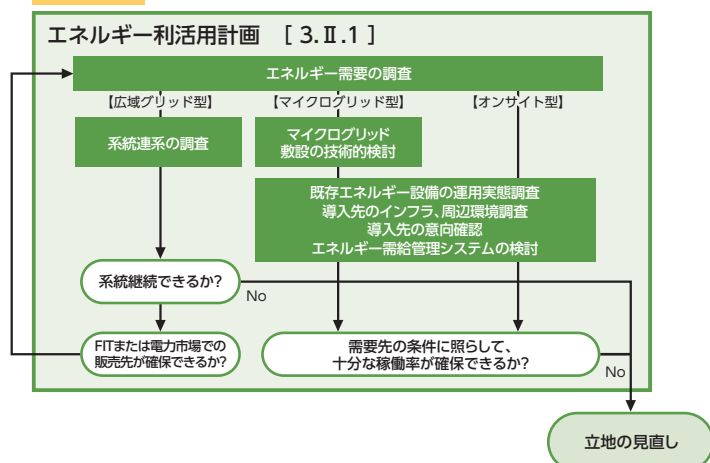 エネルギー利活用計画 [ 3.Ⅱ.1 ]
エネルギー需要の調査
【広域グリッド型】
【マイクログリッド型】
【オンサイト型】
系統連系の調査
マイクログリッド
敷設の技術的検討
既存エネルギー設備の運用実態調査
導入先のインフラ、周辺環境調査
導入先の意向確認
エネルギー需給管理システムの検討
系統継続できるか?
No
FITまたは電力市場での
販売先が確保できるか?
需要先の条件に照らして、
十分な稼働率が確保できるか?
No
立地の見直し